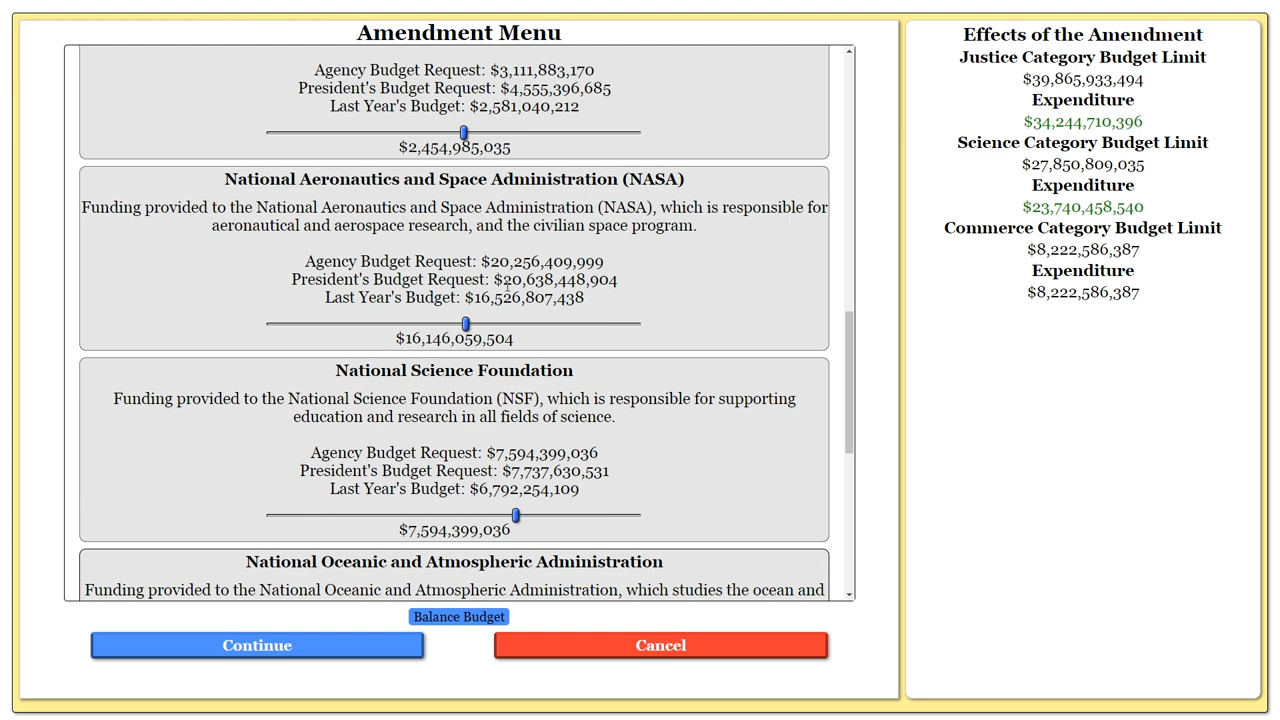 Amendment Menu
Agency Budget Request: $3,111,883,170
President's Budget Request: $4,555,396,685
Last Year's Budget: $2,581,040,212
$2,454,985,035
National Aeronautics and Space Administration (NASA)
Funding provided to the National Aeronautics and Space Administration (NASA), which is responsible for
aeronautical and aerospace research, and the civilian space program.
Agency Budget Request: $20,256,409,999
President's Budget Request: $20,638,448,904
Last Year's Budget: $16,526,807,438
$16,146,059,504
National Science Foundation
Funding provided to the National Science Foundation (NSF), which is responsible for supporting
education and research in all fields of science.
Agency Budget Request: $7,594,399,036
President's Budget Request: $7,737,630,531
Last Year's Budget: $6,792,254,109
$7,594,399,036
National Oceanic and Atmospheric Administration
Funding provided to the National Oceanic and Atmospheric Administration, which studies the ocean and
Balance Budget
Continue
Cancel
Effects of the Amendment
Justice Category Budget Limit
$39,865,933,494
Expenditure
$34,244,710,396
Science Category Budget Limit
$27,850,809,035
Expenditure
$23,740,458,540
Commerce Category Budget Limit
$8,222,586,387
Expenditure
$8,222,586,387